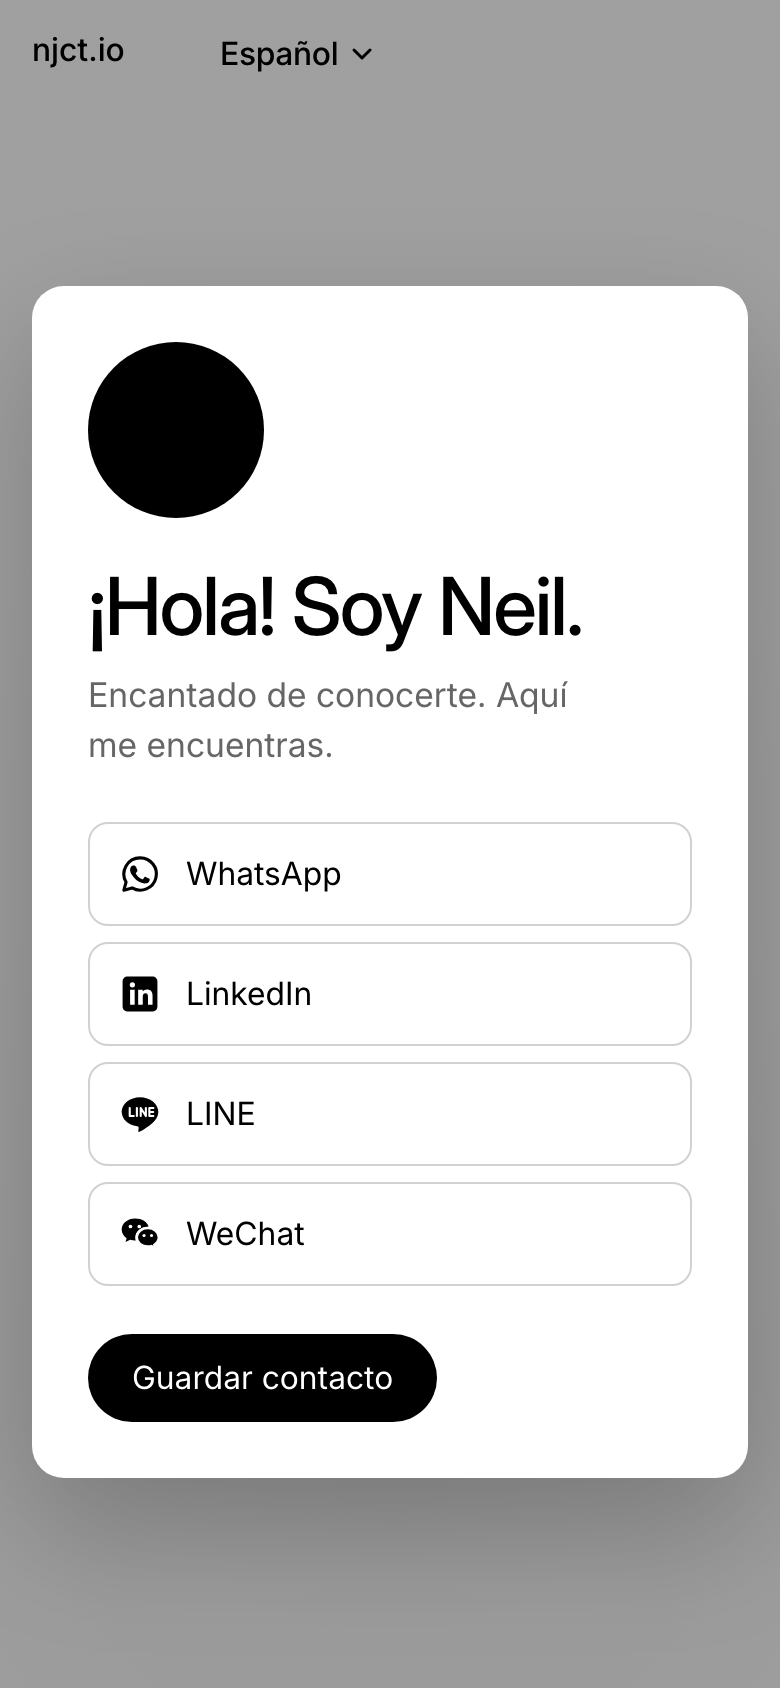 njct.io
Español
¡Hola! Soy Neil.
Encantado de conocerte. Aquí
me encuentras.
WhatsApp
in LinkedIn
LINE LINE
WeChat
Guardar contacto